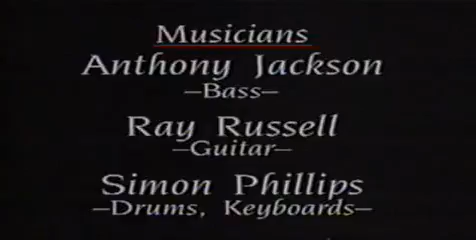 Musicians
Anthony Jackson
—Bass—
Ray Russell
—Guitar—
Simon Phillips
—Drums, Keyboards—